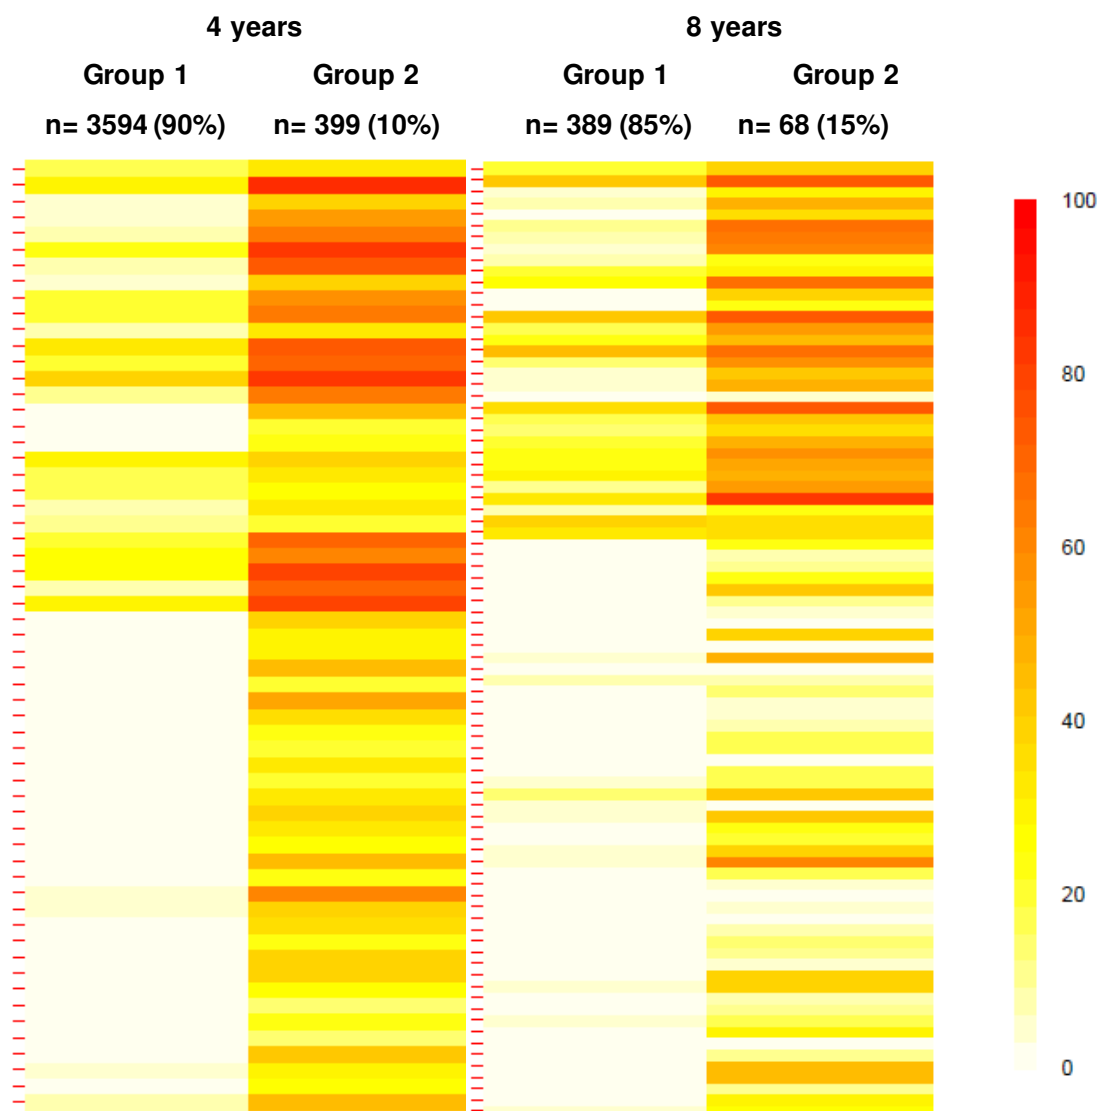 4 years 8 years
Group 1 Group 2 Group 1 Group 2
n= 3594 (90%) n= 399 (10%) n= 389 (85%) n= 68 (15%)
100
80
60
40
20
0